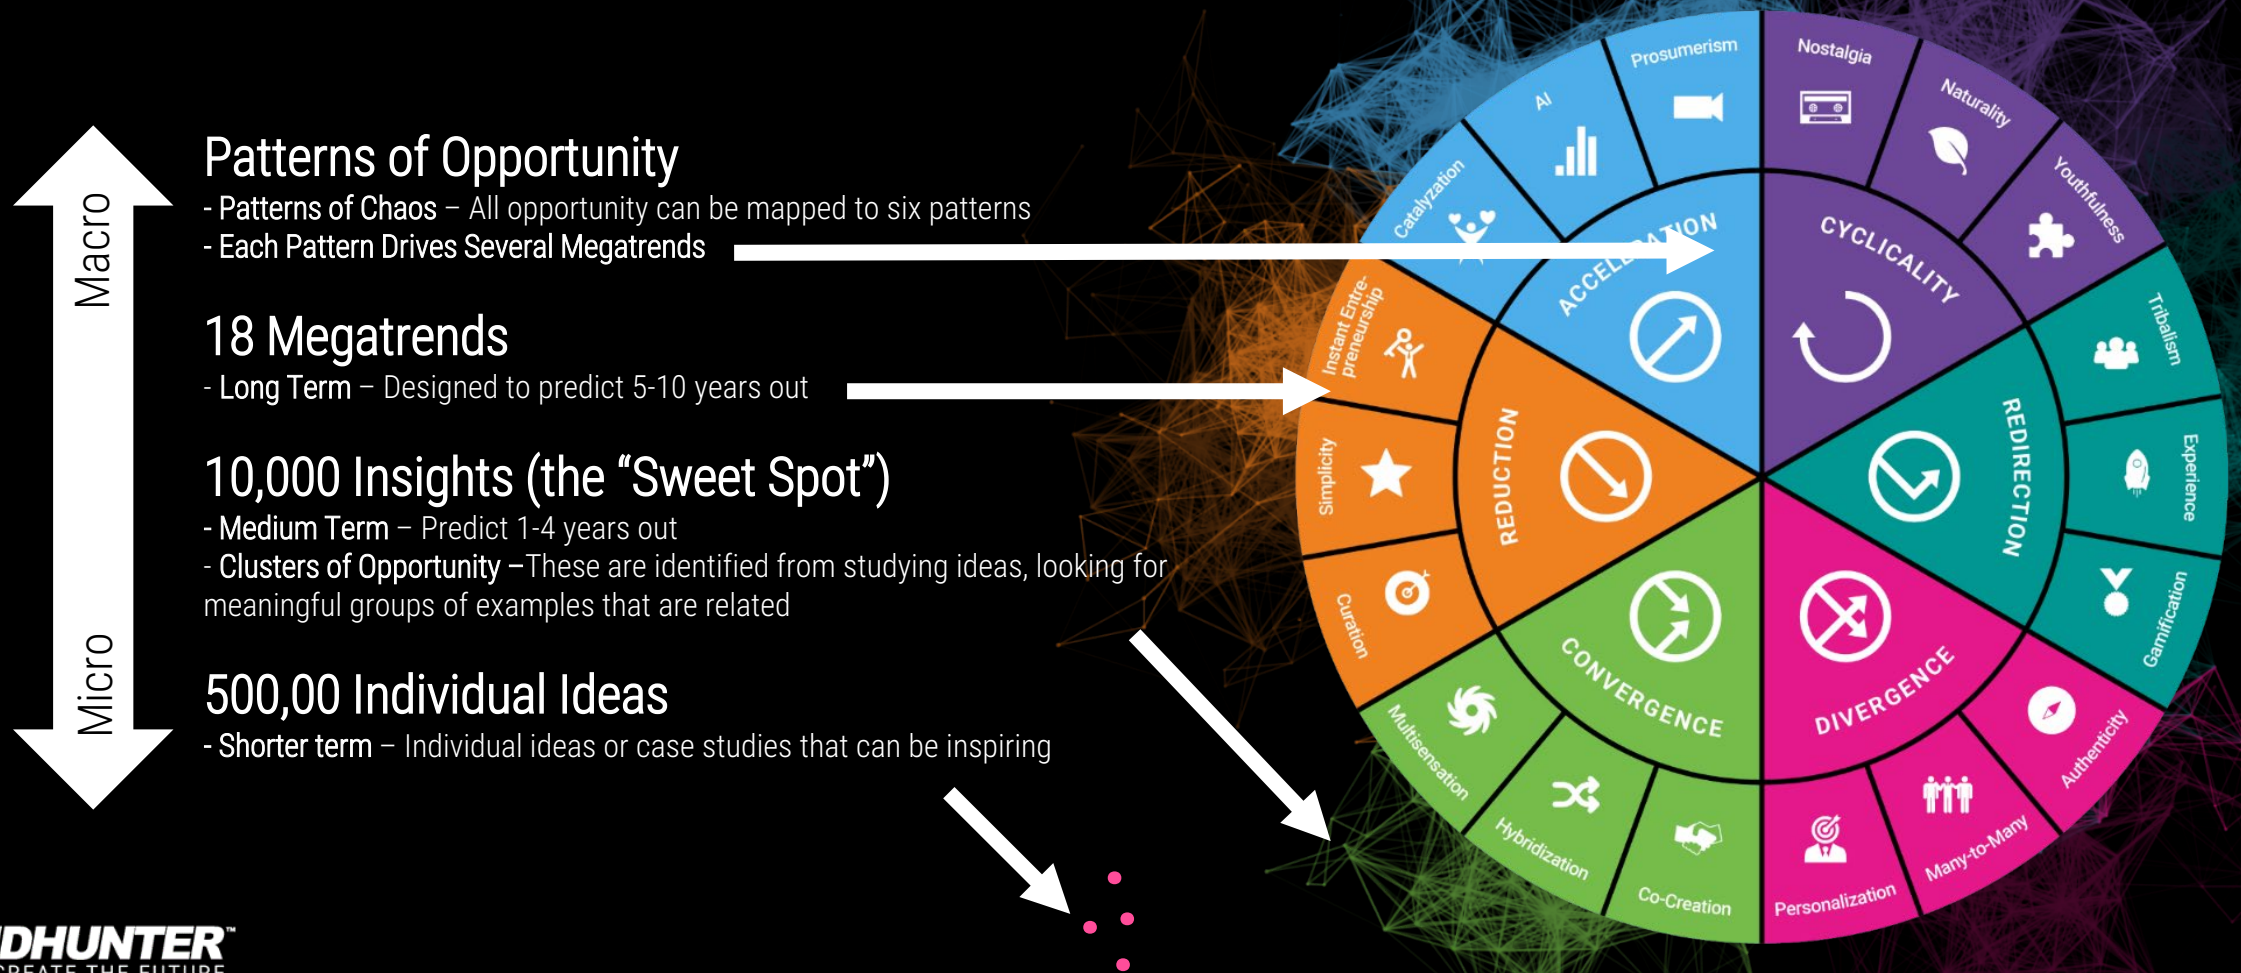 Macro
Micro
Patterns of Opportunity
- Patterns of Chaos – All opportunity can be mapped to six patterns
- Each Pattern Drives Several Megatrends
18 Megatrends
- Long Term – Designed to predict 5-10 years out
10,000 Insights (the “Sweet Spot”)
- Medium Term – Predict 1-4 years out
- Clusters of Opportunity –These are identified from studying ideas, looking for
meaningful groups of examples that are related
500,00 Individual Ideas
- Shorter term – Individual ideas or case studies that can be inspiring
DHUNTER™
CREATE THE FUTURE
Prosumerism
AI
Catalyzation
ACCELERATION
Nostalgia
Naturality
Youthfulness
CYCLICALITY
Tribalism
Experience
Gamification
REDIRECTION
Authenticity
Many-to-Many
Personalization
DIVERGENCE
Co-Creation
Hybridization
Multisensation
CONVERGENCE
Curation
Simplicity
Instant Entre-
preneurship
REDUCTION